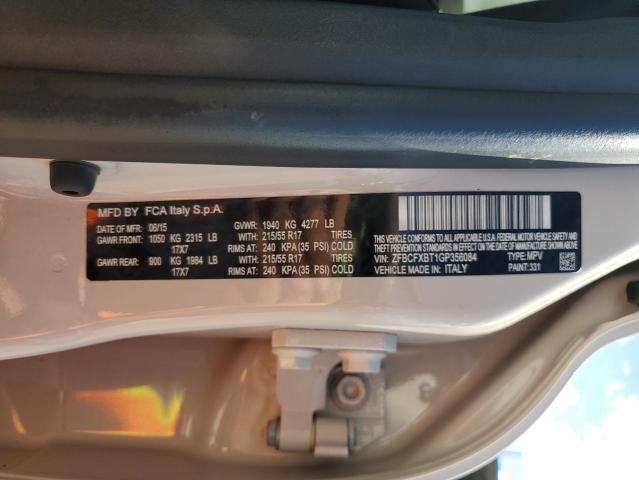 MFD BY FCA Italy S.p.A.
DATE OF MFR: 06/15 GVWR: 1940 KG 4277 LB
GAWR FRONT: 1050 KG 2315 LB WITH: 215/55 R17 TIRES
17X7 RIMS AT: 240 KPA (35 PSI) COLD
GAWR REAR: 900 KG 1984 LB WITH: 215/55 R17 TIRES
17X7 RIMS AT: 240 KPA (35 PSI) COLD
THIS VEHICLE CONFORMS TO ALL APPLICABLE FEDERAL MOTOR VEHICLE SAFETY AND
THEFT PREVENTION STANDARDS IN EFFECT ON THE DATE OF MANUFACTURE SHOWN ABOVE.
VIN: ZFBCFXBT1GP356084 TYPE: MPV
VEHICLE MADE IN: ITALY PAINT: 331